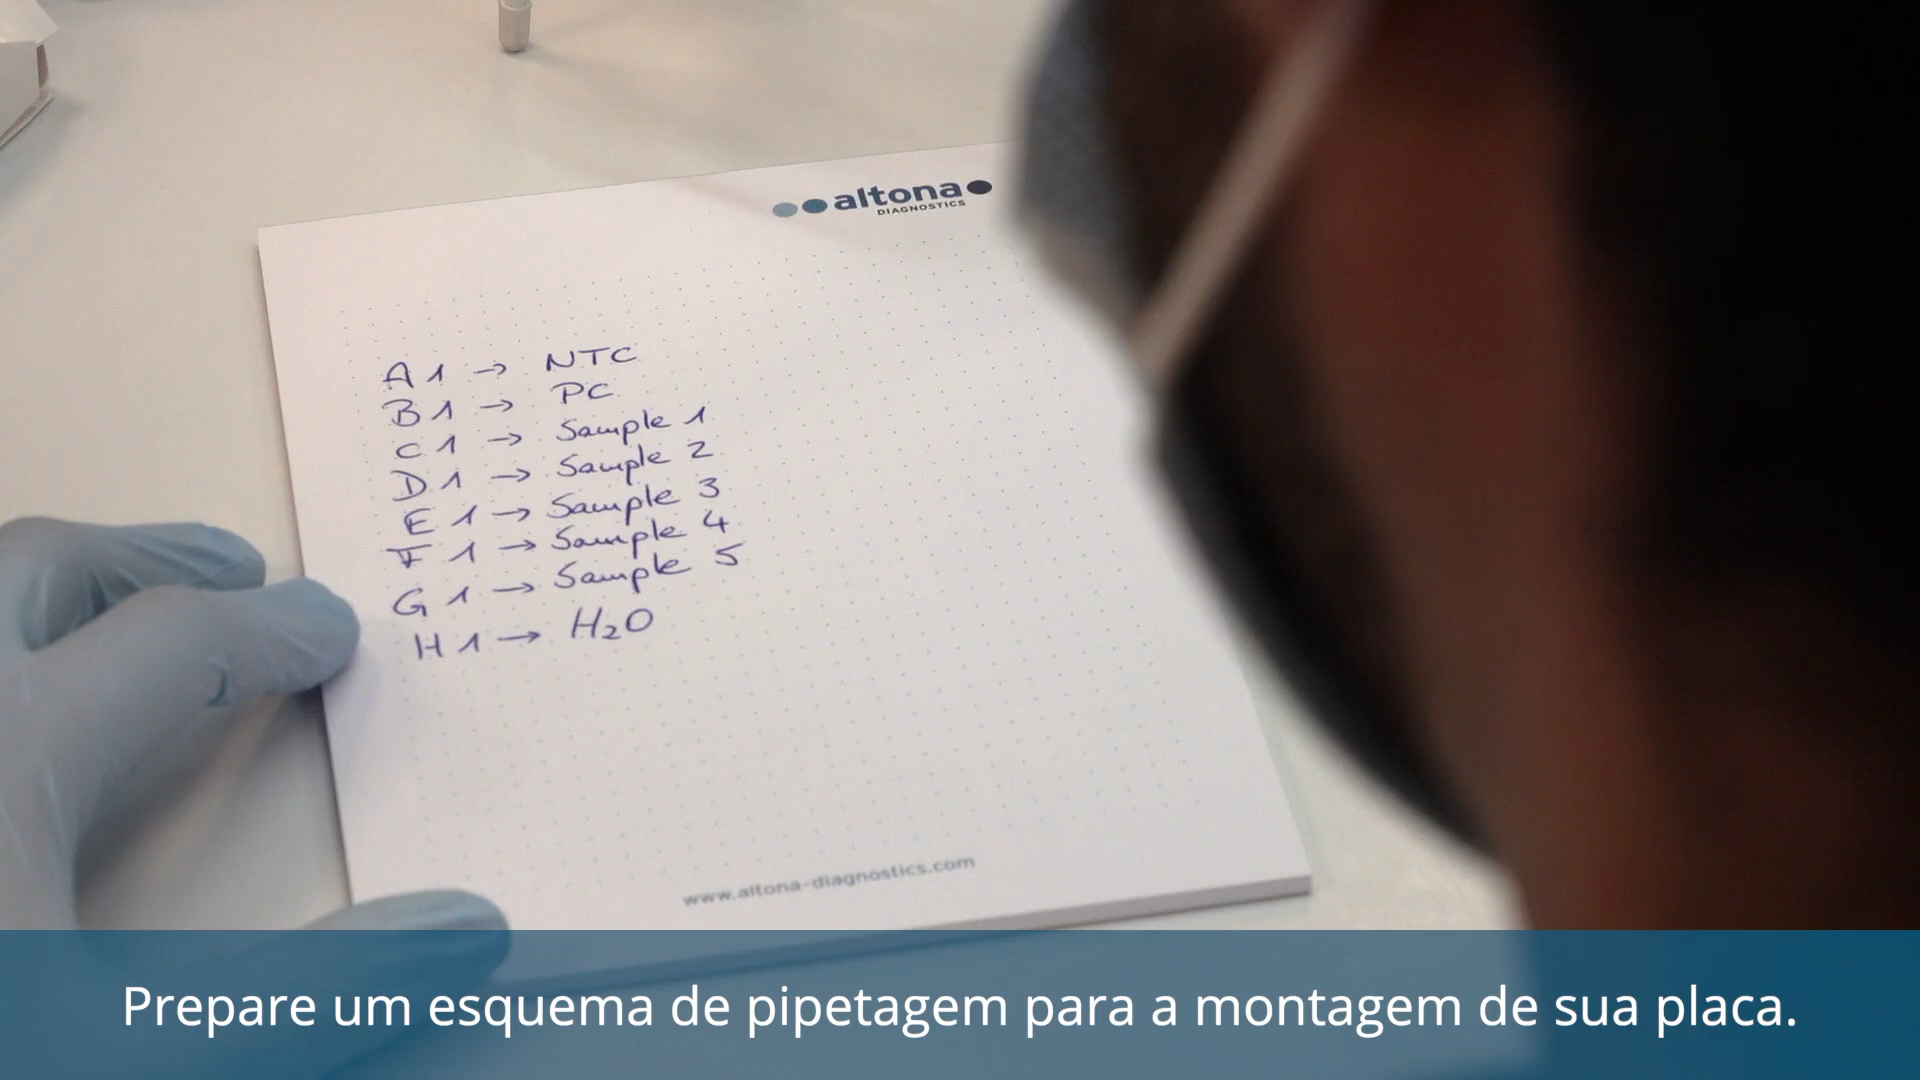 altona
DIAGNOSTICS
A1 → NTC
B1 → PC
C1 → Sample 1
D1 → Sample 2
E1 → Sample 3
F1 → Sample 4
G1 → Sample 5
H1 → H₂O
www.altona-diagnostics.com
Prepare um esquema de pipetagem para a montagem de sua placa.